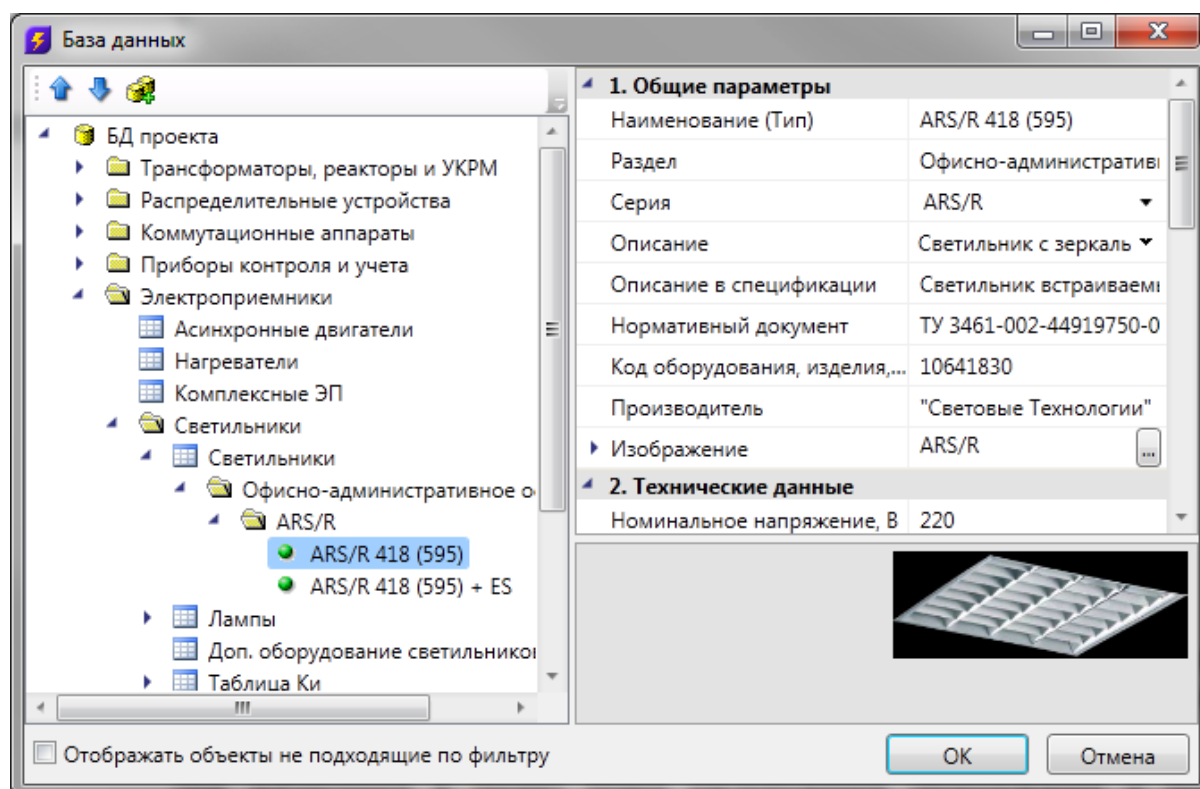 База данных
БД проекта
Трансформаторы, реакторы и УКРМ
Распределительные устройства
Коммутационные аппараты
Приборы контроля и учета
Электроприемники
Асинхронные двигатели
Нагреватели
Комплексные ЭП
Светильники
Светильники
Офисно-административное о
ARS/R
ARS/R 418 (595)
ARS/R 418 (595) + ES
Лампы
Доп. оборудование светильников
Таблица Ки
1. Общие параметры
Наименование (Тип) ARS/R 418 (595)
Раздел Офисно-административн
Серия ARS/R
Описание Светильник с зеркаль
Описание в спецификации Светильник встраиваемы
Нормативный документ ТУ 3461-002-44919750-0
Код оборудования, изделия,... 10641830
Производитель "Световые Технологии"
Изображение ARS/R ...
2. Технические данные
Номинальное напряжение, В 220
Отображать объекты не подходящие по фильтру
ОК
Отмена